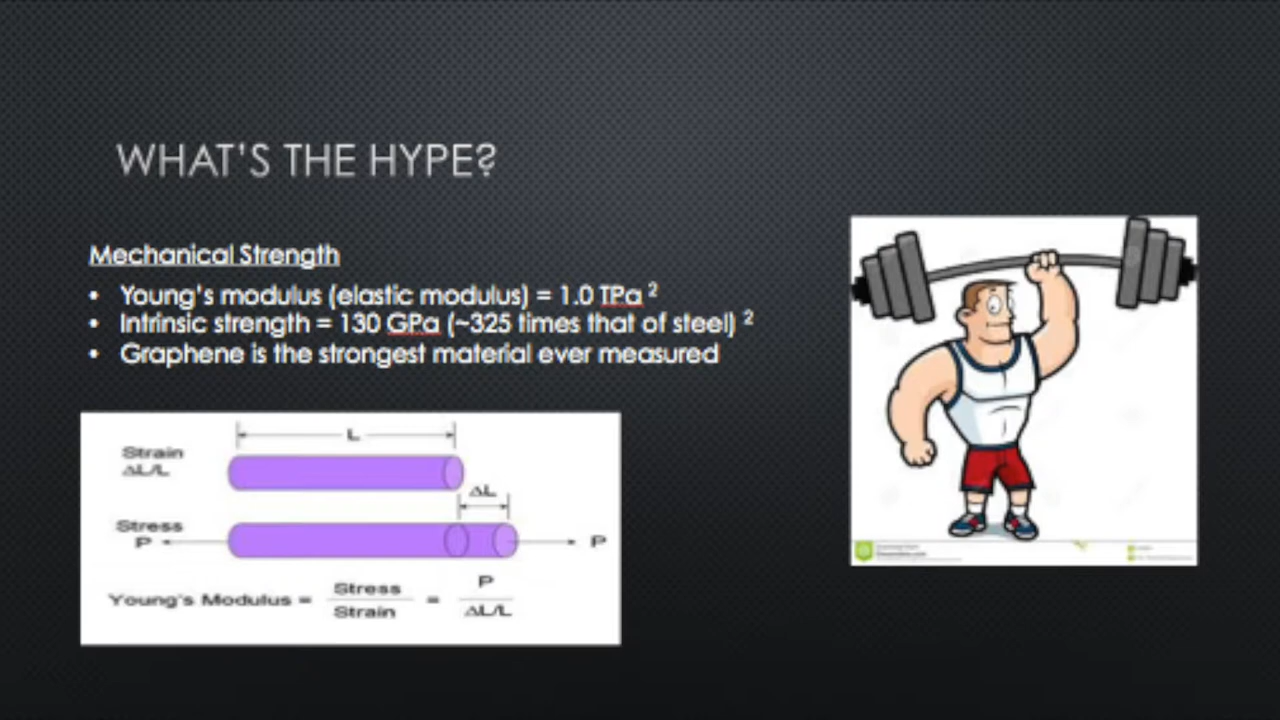 WHAT'S THE HYPE?
Mechanical Strength
• Young's modulus (elastic modulus) = 1.0 TPa ²
• Intrinsic strength = 130 GPa (~325 times that of steel) ²
• Graphene is the strongest material ever measured
L
Strain
ΔL/L
ΔL
Stress
P
P
Young's Modulus = Stress / Strain = P / ΔL/L